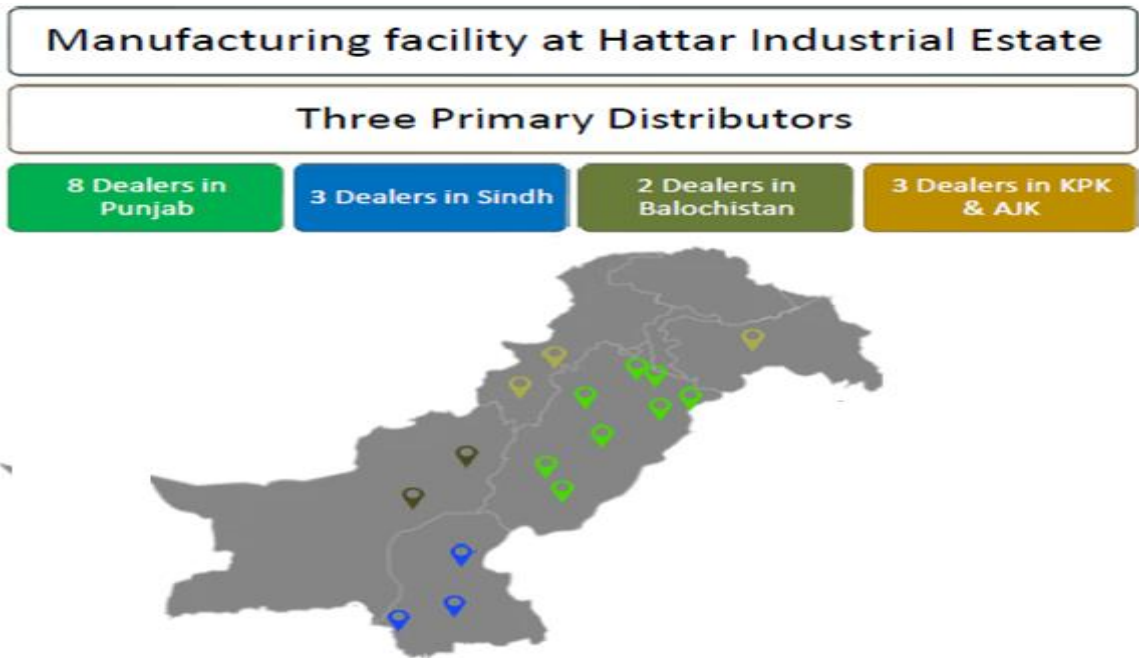 Manufacturing facility at Hattar Industrial Estate
Three Primary Distributors
8 Dealers in
Punjab
3 Dealers in Sindh
2 Dealers in
Balochistan
3 Dealers in KPK
& AJK